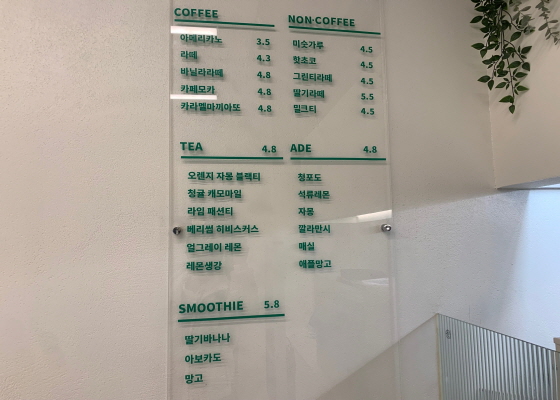 COFFEE
아메리카노 3.5
라떼 4.3
바닐라라떼 4.8
카페모카 4.8
카라멜마끼아또 4.8
NON·COFFEE
미숫가루 4.5
핫초코 4.5
그린티라떼 4.5
딸기라떼 5.5
밀크티 4.5
TEA 4.8
오렌지 자몽 블랙티
청귤 캐모마일
라임 패션티
베리썸 히비스커스
얼그레이 레몬
레몬생강
ADE 4.8
청포도
석류레몬
자몽
깔라만시
매실
애플망고
SMOOTHIE 5.8
딸기바나나
아보카도
망고